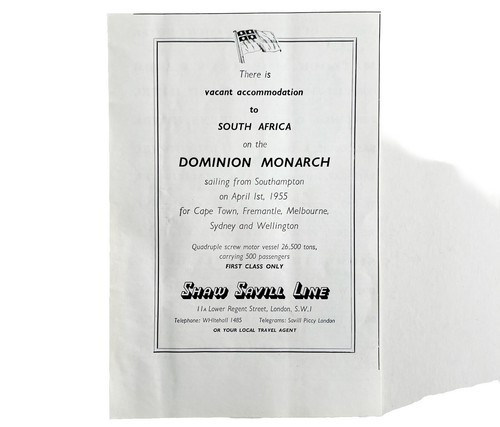 There is
vacant accommodation
to
SOUTH AFRICA
on the
DOMINION MONARCH
sailing from Southampton
on April 1st, 1955
for Cape Town, Fremantle, Melbourne,
Sydney and Wellington
Quadruple screw motor vessel 26,500 tons,
carrying 500 passengers
FIRST CLASS ONLY
SHAW SAVILL LINE
11A Lower Regent Street, London, S.W.1
Telephone: WHItehall 1485 Telegrams: Savill Piccy London
OR YOUR LOCAL TRAVEL AGENT